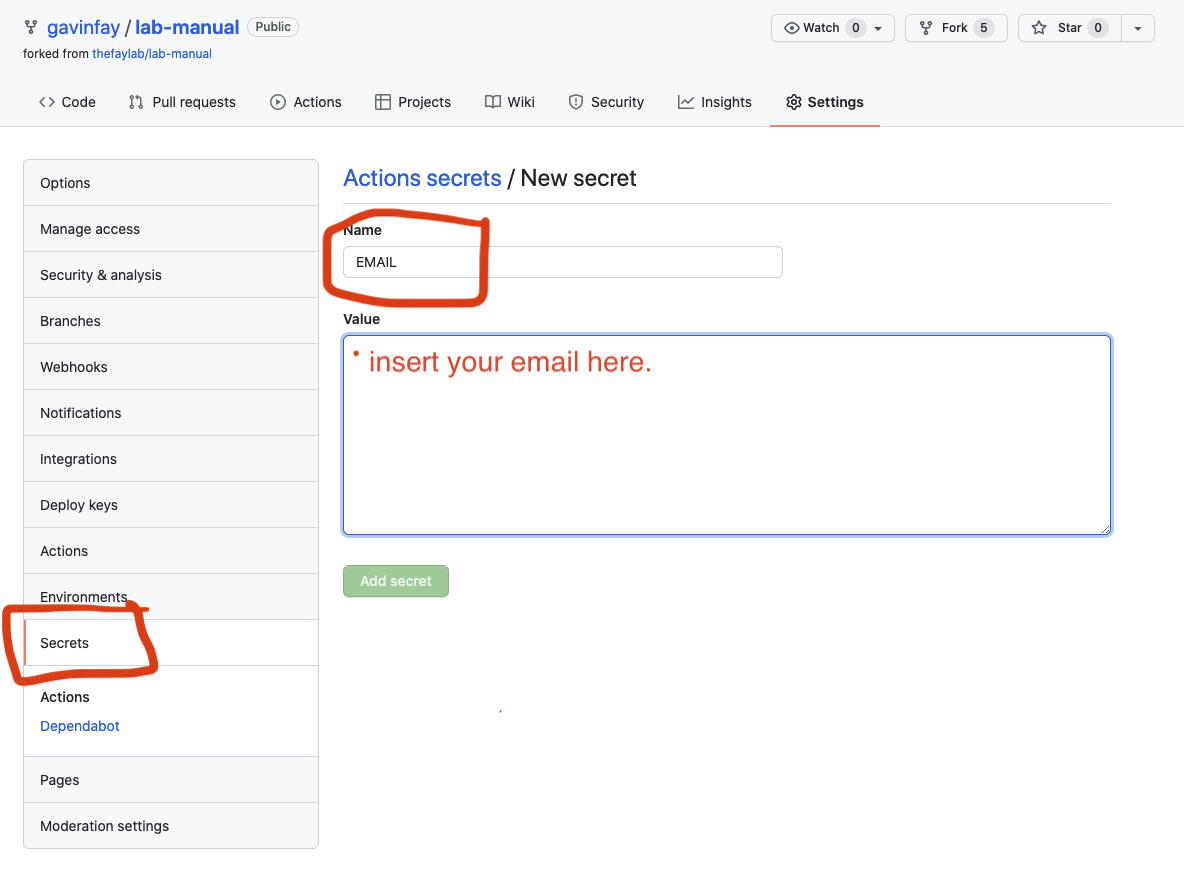 gavinfay / lab-manual Public
Watch 0 Fork 5 Star 0
forked from thefaylab/lab-manual
Code Pull requests Actions Projects Wiki Security Insights Settings
Options
Manage access
Security & analysis
Branches
Webhooks
Notifications
Integrations
Deploy keys
Actions
Environments
Secrets
Actions
Dependabot
Pages
Moderation settings
Actions secrets / New secret
Name
EMAIL
Value
insert your email here.
Add secret